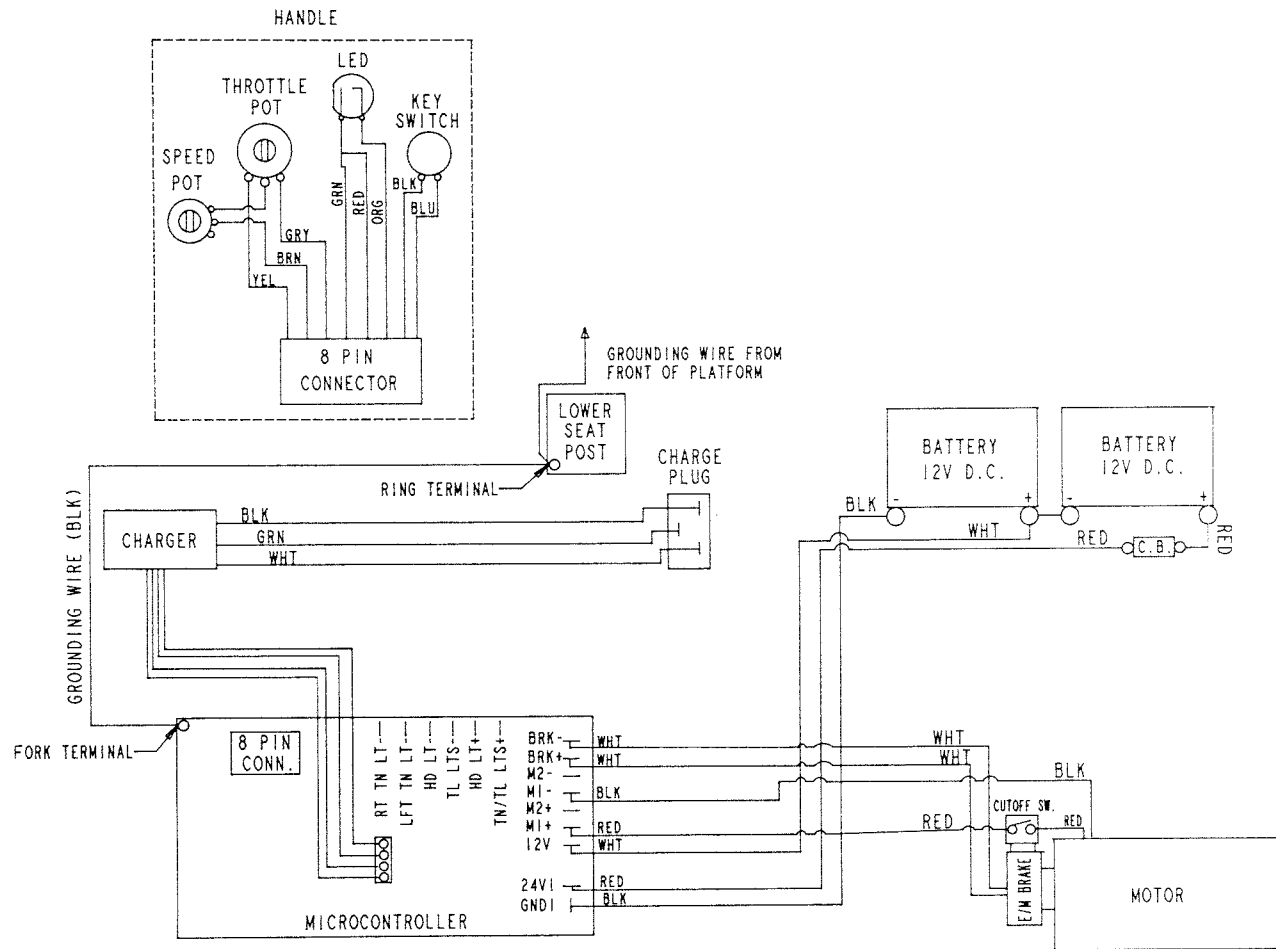 HANDLE
LED
THROTTLE
POT
KEY
SWITCH
SPEED
POT
BLK
GRN
RED
ORG
BLU
GRY
BRN
YEL
8 PIN
CONNECTOR
GROUNDING WIRE FROM
FRONT OF PLATFORM
LOWER
SEAT
POST
RING TERMINAL
CHARGE
PLUG
BATTERY
12V D.C.
BATTERY
12V D.C.
-
+
-
+
BLK
WHT
RED
C.B.
RED
GROUNDING WIRE (BLK)
CHARGER
BLK
GRN
WHT
FORK TERMINAL
8 PIN
CONN.
RT TN LT-
LFT TN LT-
HD LT-
TL LTS-
HD LT+
TN/TL LTS+
BRK-
BRK+
M2-
M1-
M2+
M1+
12V
24V1
GND1
WHT
WHT
BLK
RED
WHT
RED
BLK
WHT
WHT
BLK
RED
CUTOFF SW.
RED
E/M BRAKE
MOTOR
MICROCONTROLLER